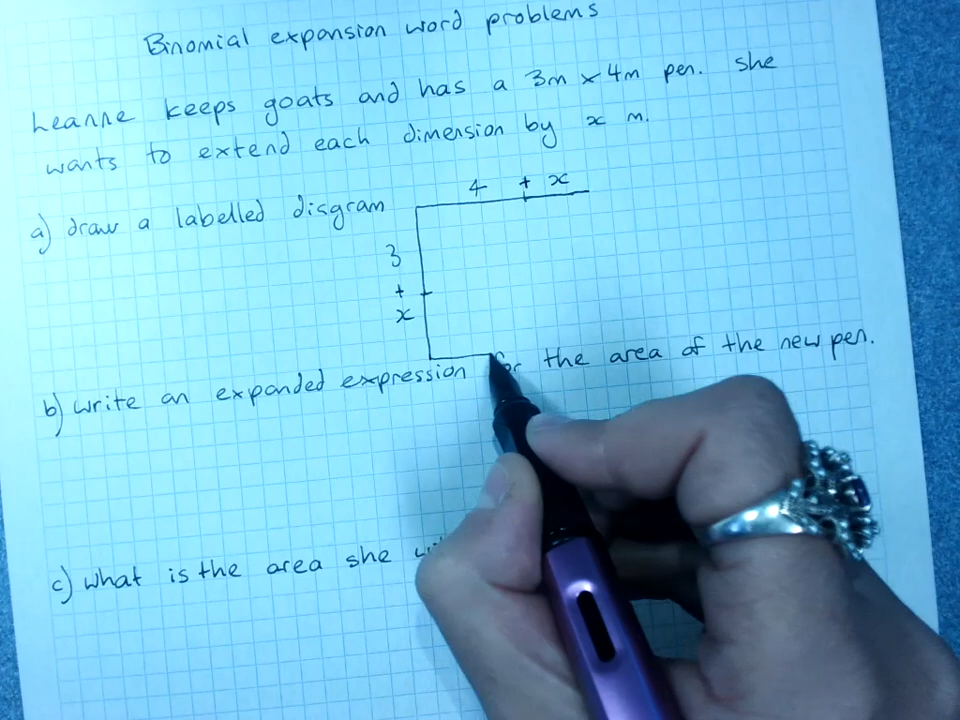 Binomial expansion word problems
Leanne keeps goats and has a 3m x 4m pen. She
wants to extend each dimension by x m.
a) draw a labelled diagram
4 + x
3
+
x
b) write an expanded expression for the area of the new pen.
c) what is the area she